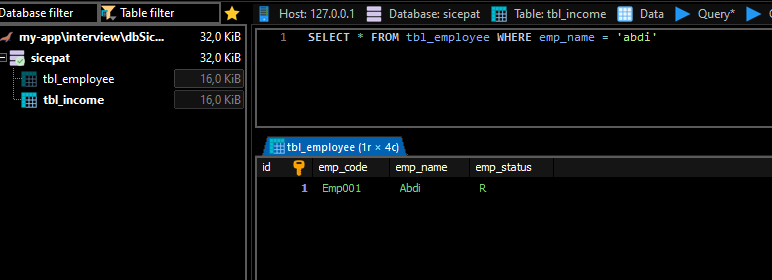 Database filter Table filter
Host: 127.0.0.1 Database: sicepat Table: tbl_income Data Query*
my-app\interview\dbSic... 32,0 KiB
sicepat 32,0 KiB
tbl_employee 16,0 KiB
tbl_income 16,0 KiB
1 SELECT * FROM tbl_employee WHERE emp_name = 'abdi'
tbl_employee (1r × 4c)
id emp_code emp_name emp_status
1 Emp001 Abdi R